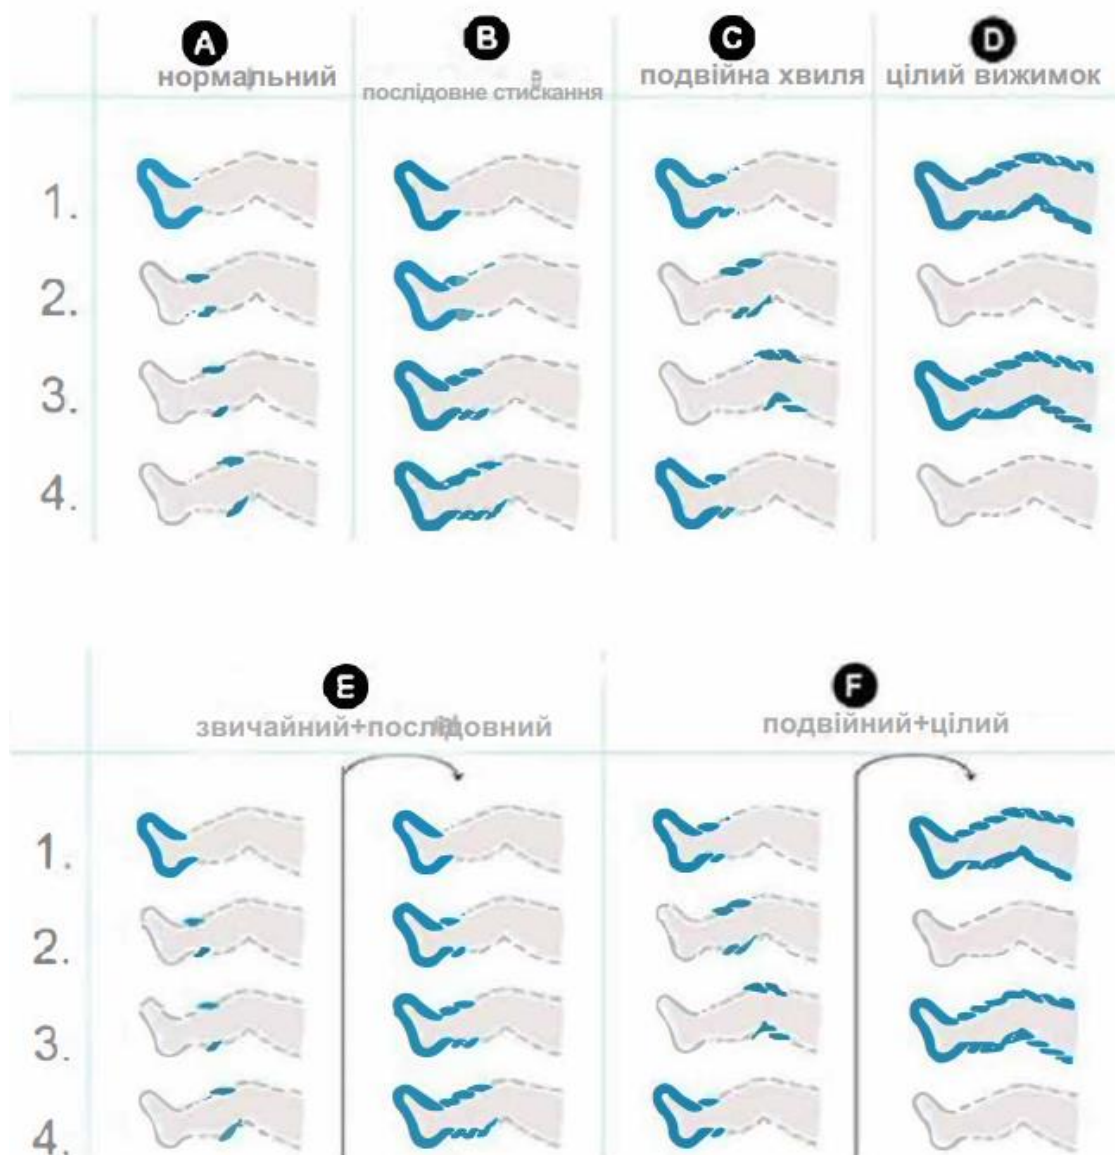 A B C D
нормальний послідовне стискання подвійна хвиля цілий вижимок
1.
2.
3.
4.
E F
звичайний+послідовний подвійний+цілий
1.
2.
3.
4.